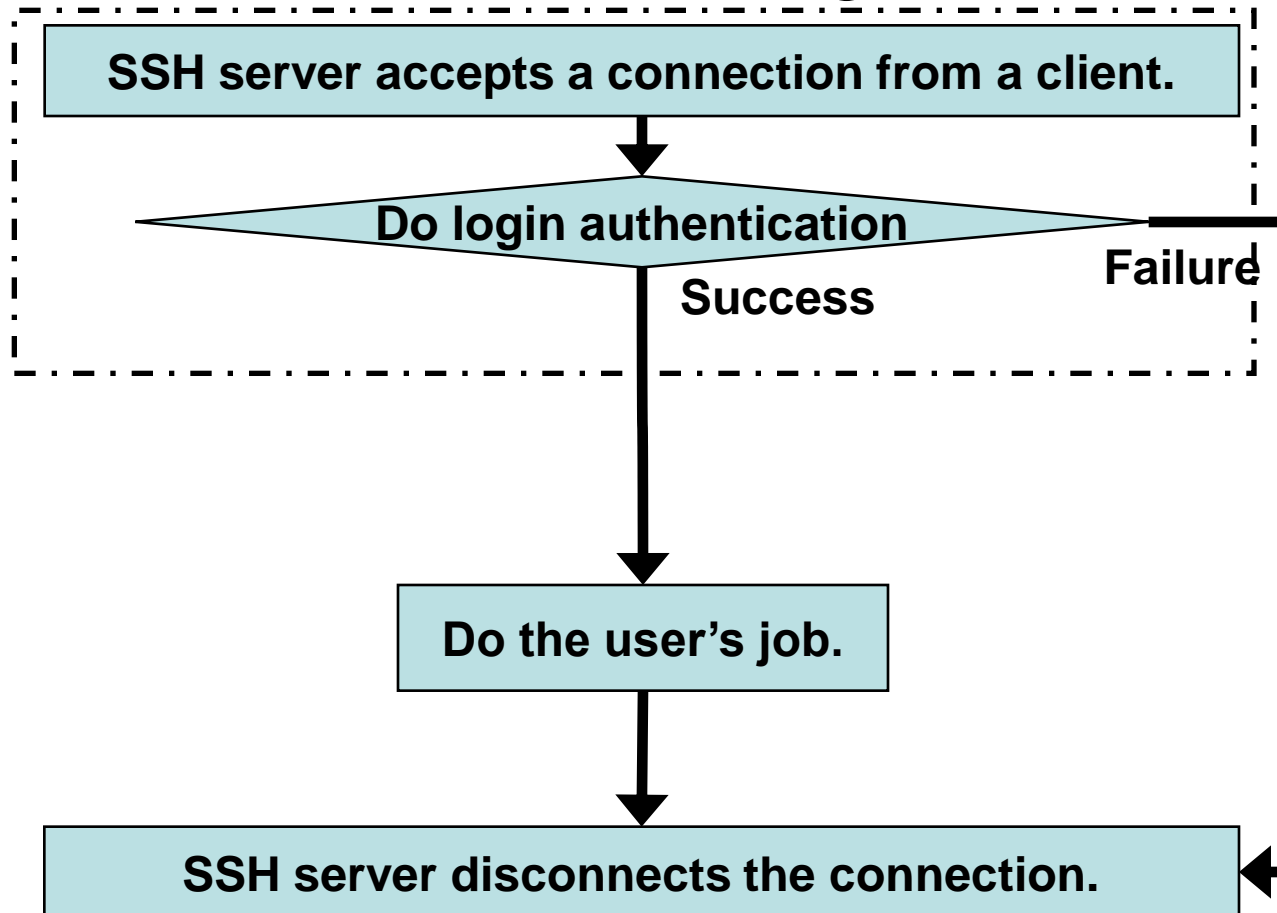 SSH server accepts a connection from a client.
Do login authentication
Failure
Success
Do the user’s job.
SSH server disconnects the connection.